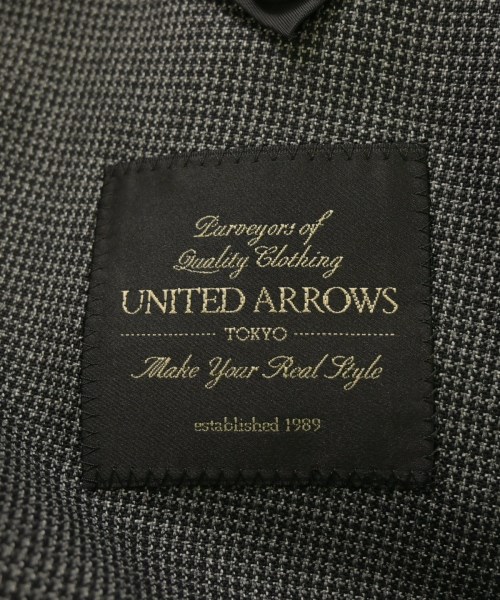 Purveyors of
Quality Clothing
UNITED ARROWS
TOKYO
Make Your Real Style
established 1989